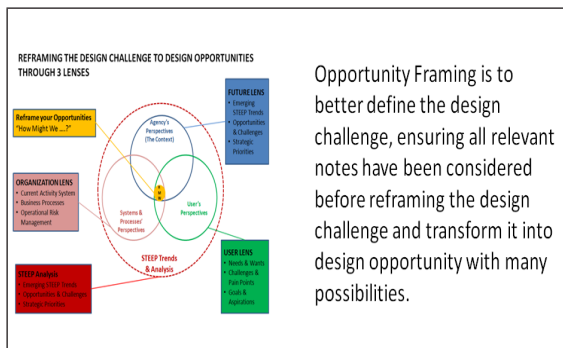 REFRAMING THE DESIGN CHALLENGE TO DESIGN OPPORTUNITIES
THROUGH 3 LENSES
FUTURE LENS
• Emerging
STEEP Trends
• Opportunities
& Challenges
• Strategic
Priorities
Agency's
Perspectives
(The Context)
Reframe your Opportunities
"How Might We ….?"
ORGANIZATION LENS
• Current Activity System
• Business Processes
• Operational Risk
Management
Systems &
Processes'
Perspectives
User's
Perspectives
STEEP Trends
& Analysis
USER LENS
• Needs & Wants
• Challenges &
Pain Points
• Goals &
Aspirations
STEEP Analysis
• Emerging STEEP Trends
• Opportunities & Challenges
• Strategic Priorities
Opportunity Framing is to
better define the design
challenge, ensuring all relevant
notes have been considered
before reframing the design
challenge and transform it into
design opportunity with many
possibilities.